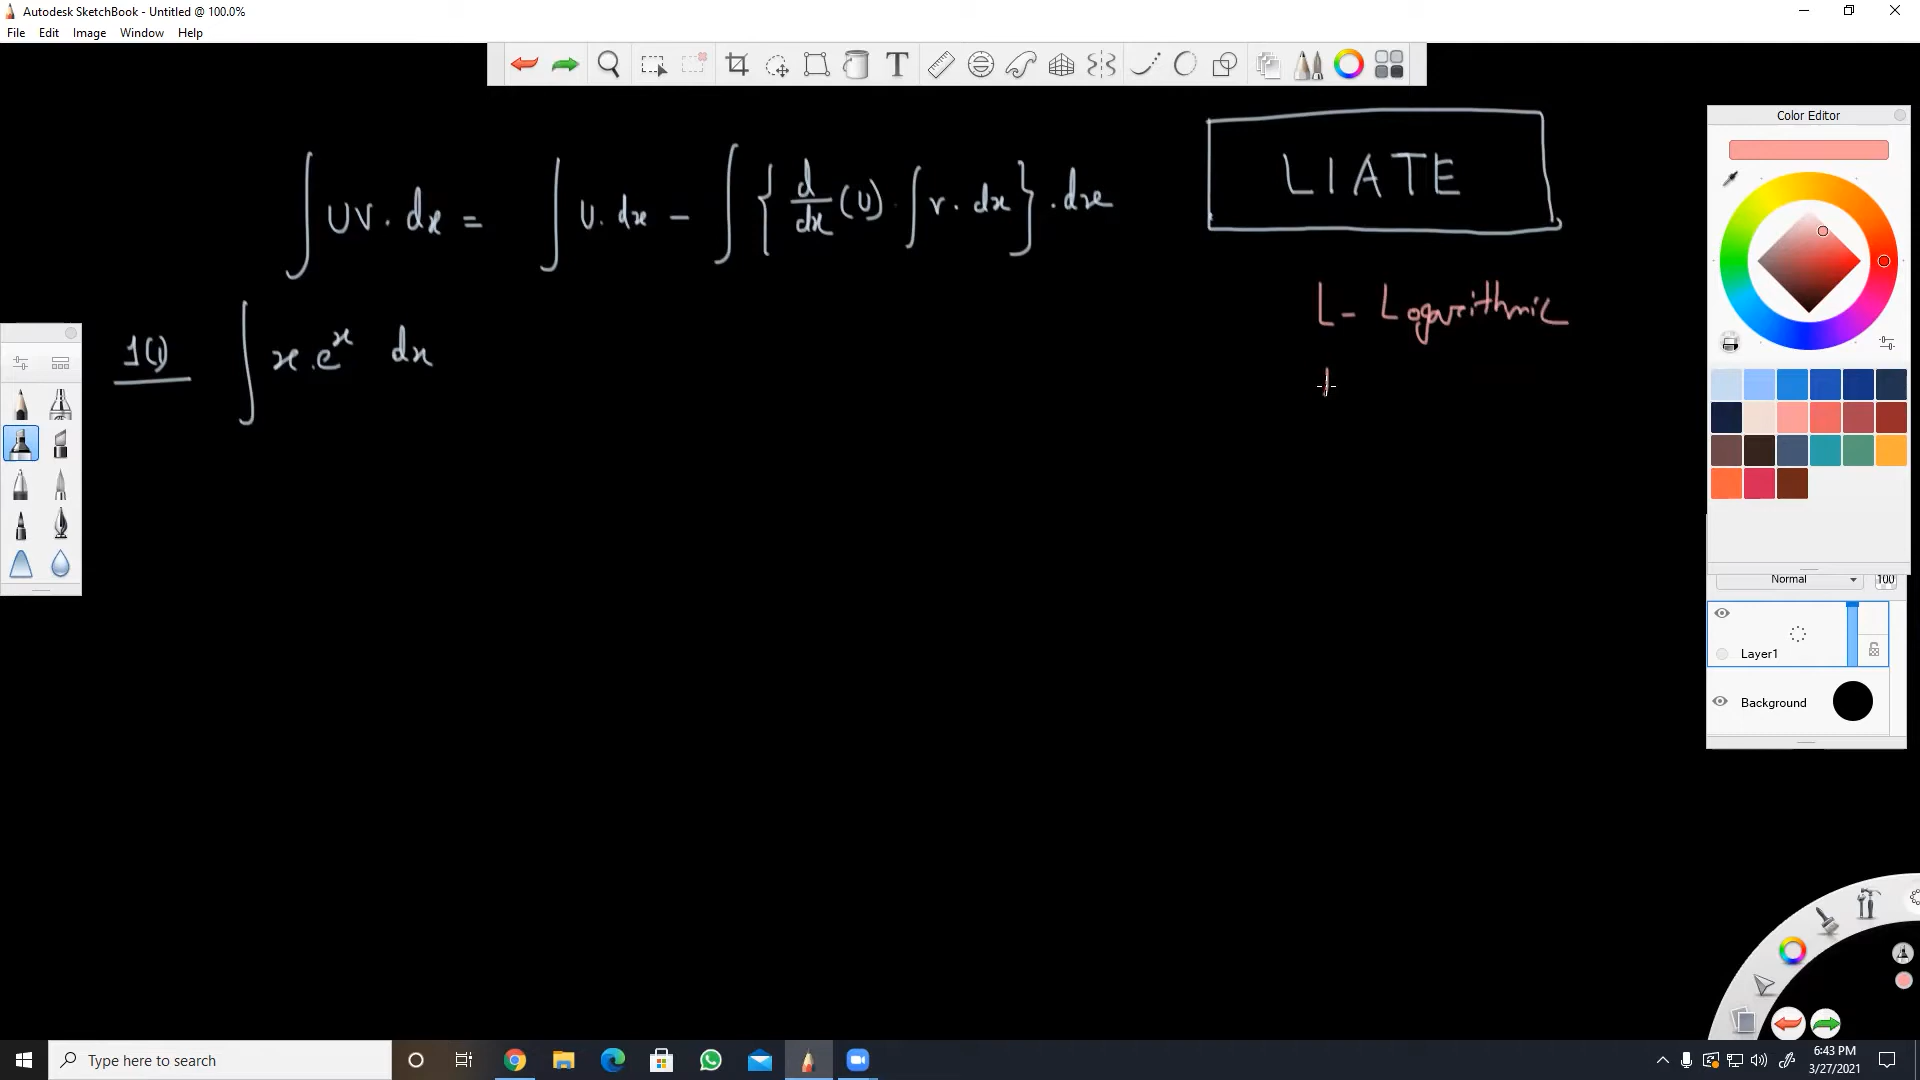 Autodesk SketchBook - Untitled @ 100.0%
File Edit Image Window Help
T
Color Editor
∫ UV. dx = ∫ U. dx - ∫ { d/dx (U) . ∫ v. dx } . dx
LIATE
L - Logarithmic
I
1(i) ∫ x.e^x dx
Normal 100
Layer1
Background
Type here to search
6:43 PM
3/27/2021